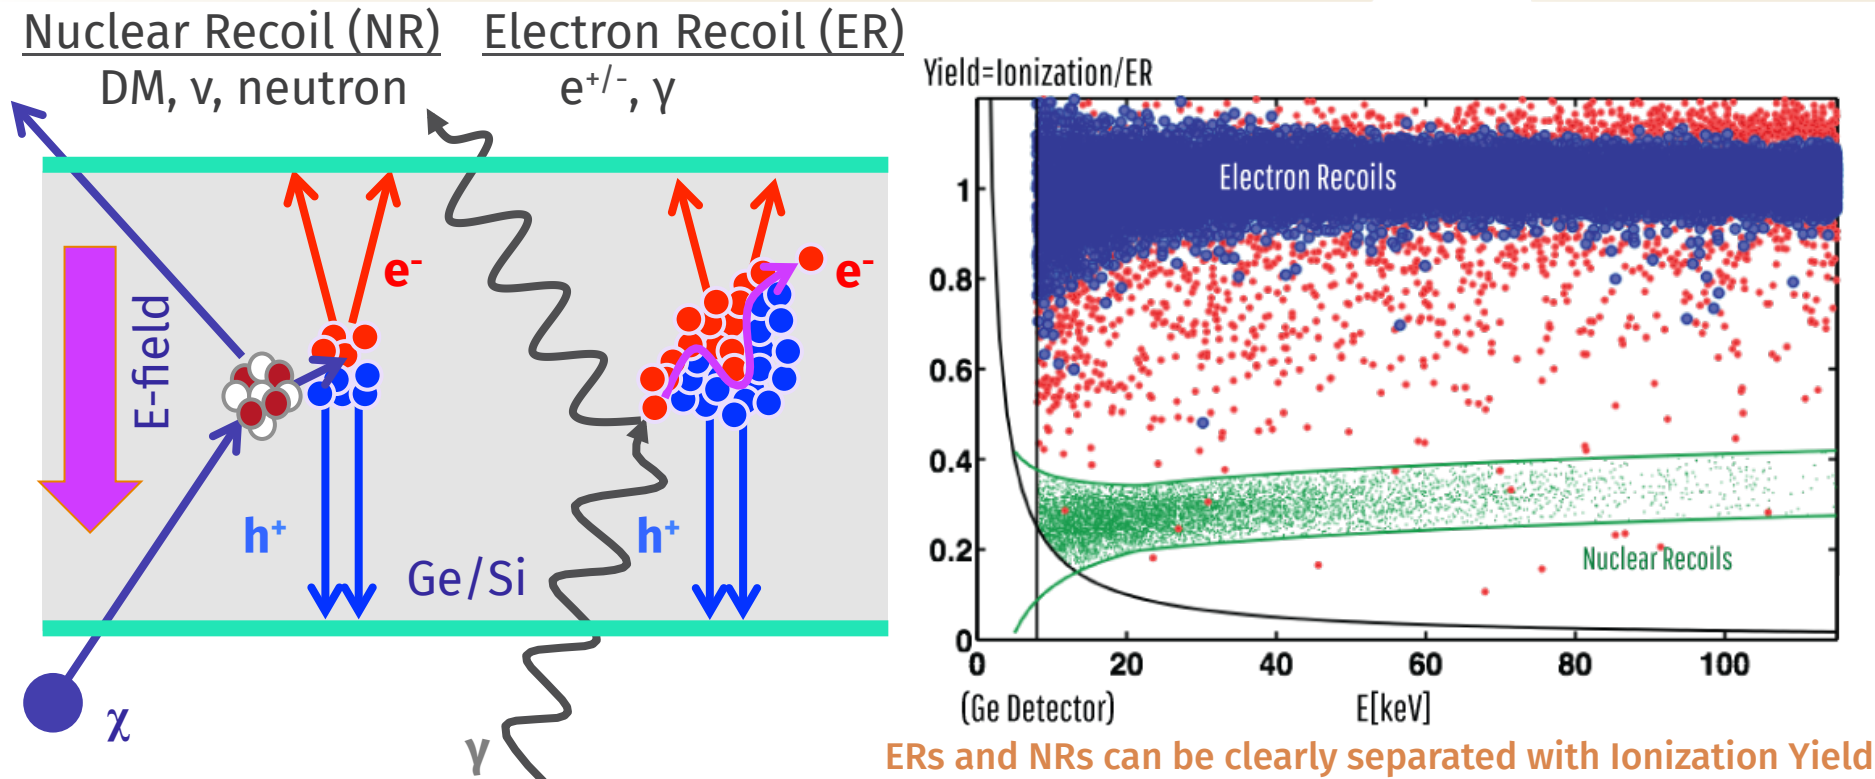 Nuclear Recoil (NR)
DM, ν, neutron
Electron Recoil (ER)
e+/-, γ
E-field
e-
h+
e-
h+
Ge/Si
χ
γ
Yield=Ionization/ER
1
0.8
0.6
0.4
0.2
0
Electron Recoils
Nuclear Recoils
0 20 40 60 80 100
(Ge Detector)
E[keV]
ERs and NRs can be clearly separated with Ionization Yield